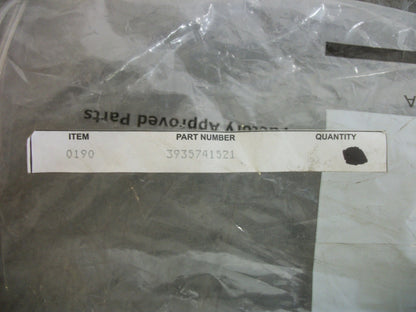 Factory Approved Parts
ITEM PART NUMBER QUANTITY
0190 3935741521
A